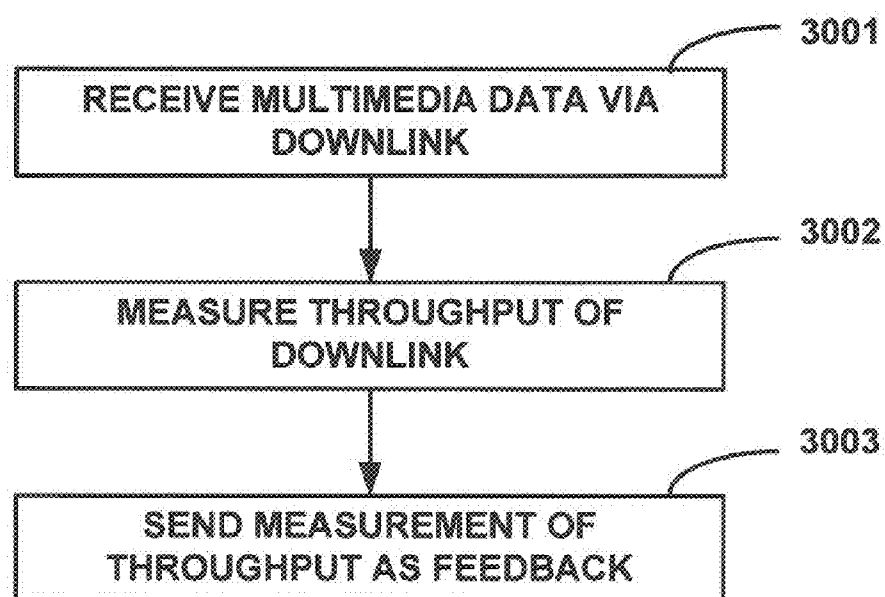 3001
RECEIVE MULTIMEDIA DATA VIA
DOWNLINK
3002
MEASURE THROUGHPUT OF
DOWNLINK
3003
SEND MEASUREMENT OF
THROUGHPUT AS FEEDBACK